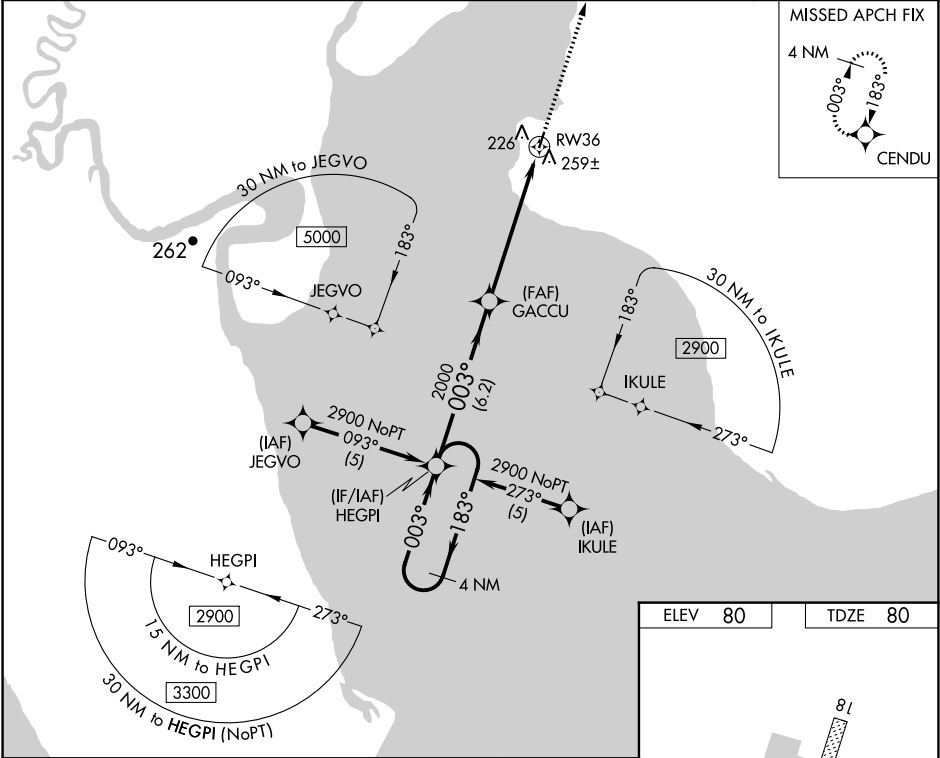 MISSED APCH FIX
4 NM
003°
183°
CENDU
226
RW36
259±
30 NM to JEGVO
5000
183°
262
093°
JEGVO
(FAF)
GACCU
30 NM to IKULE
183°
2900
IKULE
273°
2000
003°
(6.2)
(IAF)
JEGVO
2900 NoPT
093°
(5)
(IF/IAF)
HEGPI
2900 NoPT
273°
(5)
(IAF)
IKULE
003°
183°
4 NM
093°
HEGPI
2900
273°
15 NM to HEGPI
3300
30 NM to HEGPI (NoPT)
ELEV 80
TDZE 80
18